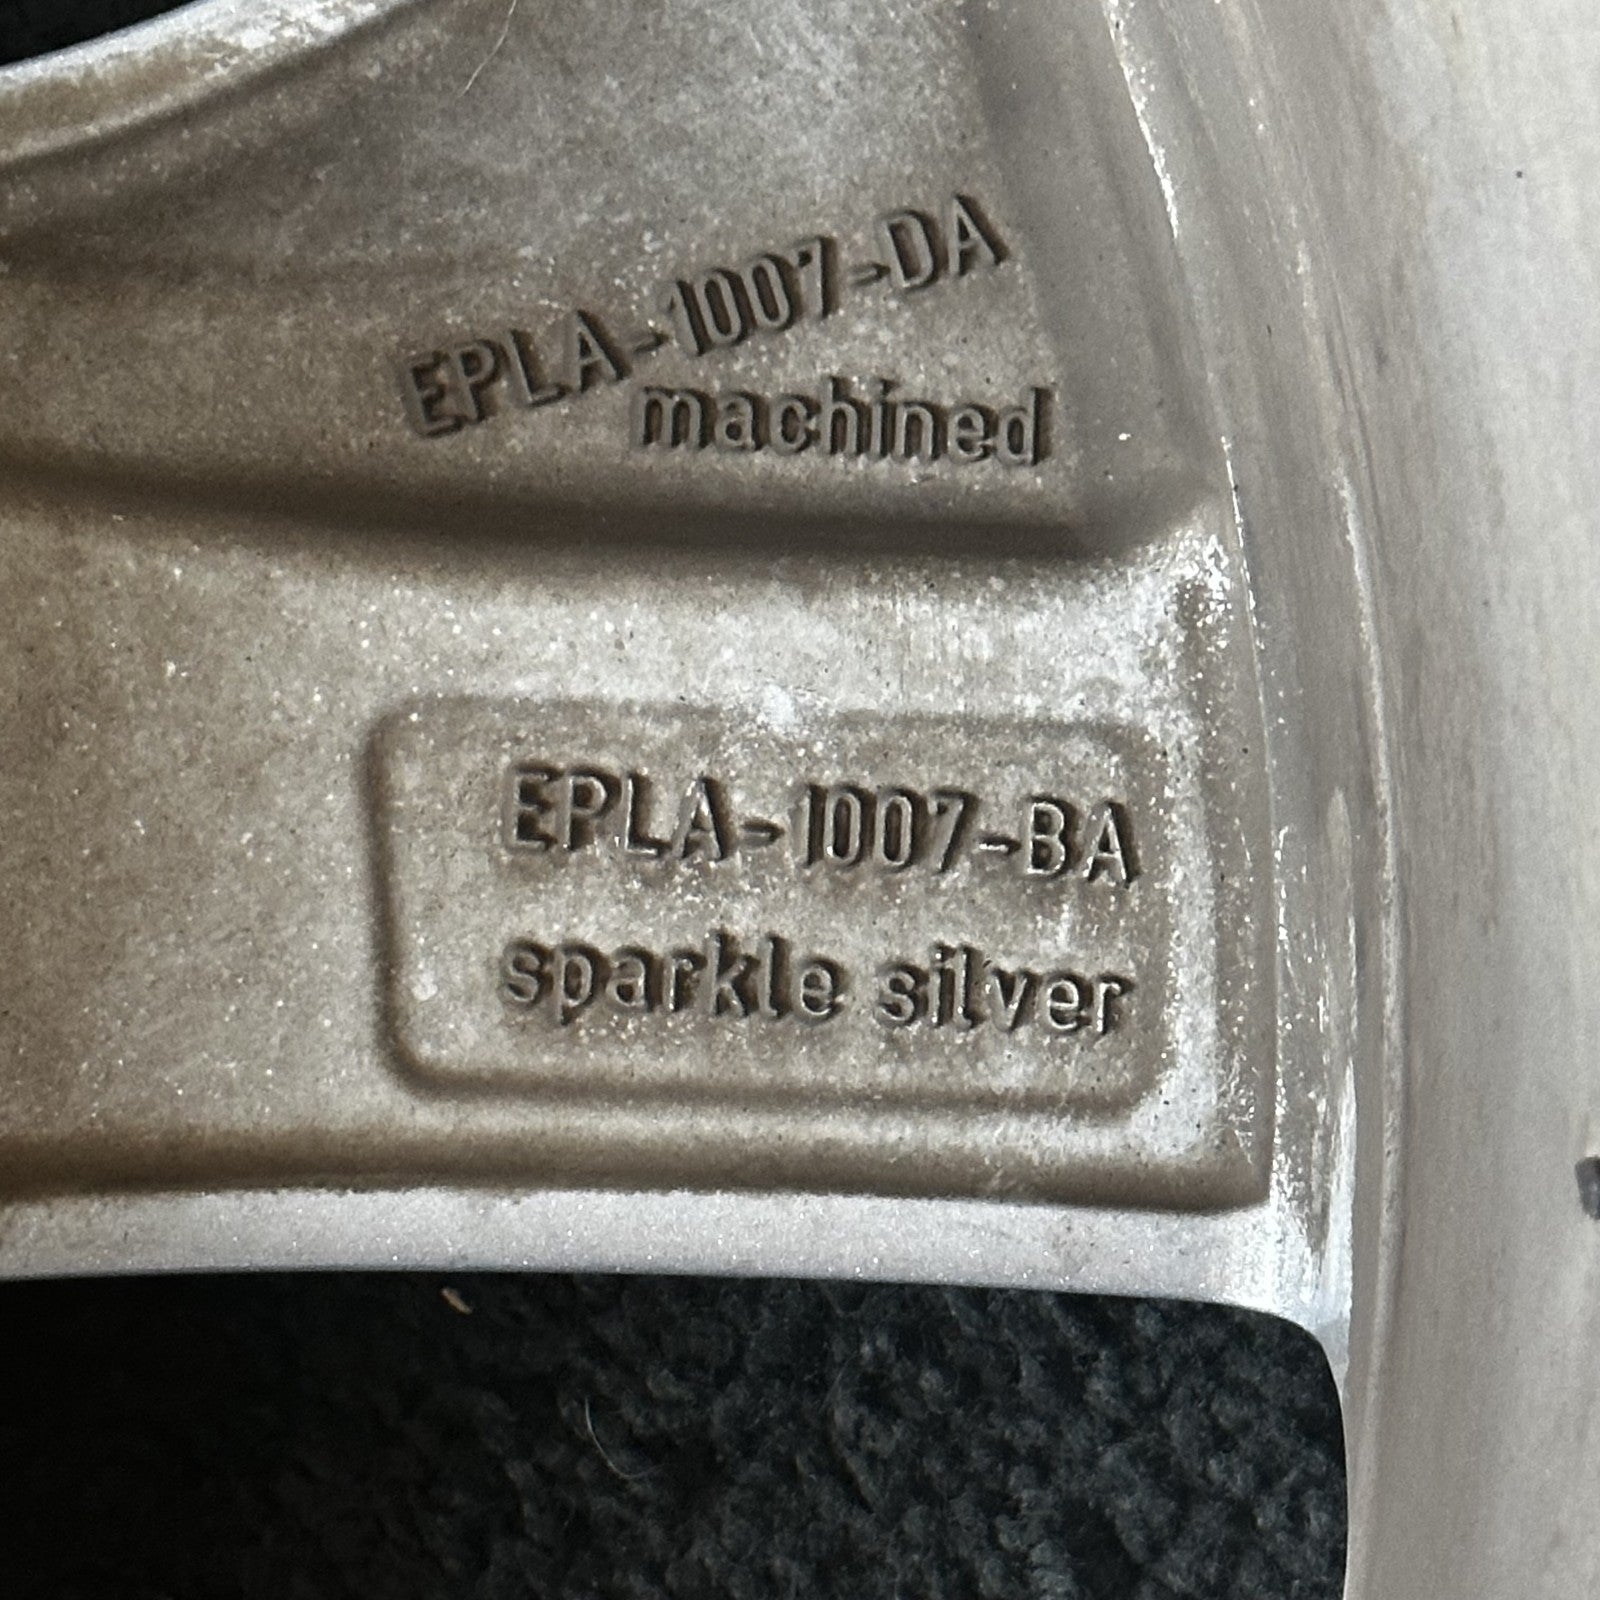 EPLA-1007-DA
machined
EPLA-1007-BA
sparkle silver